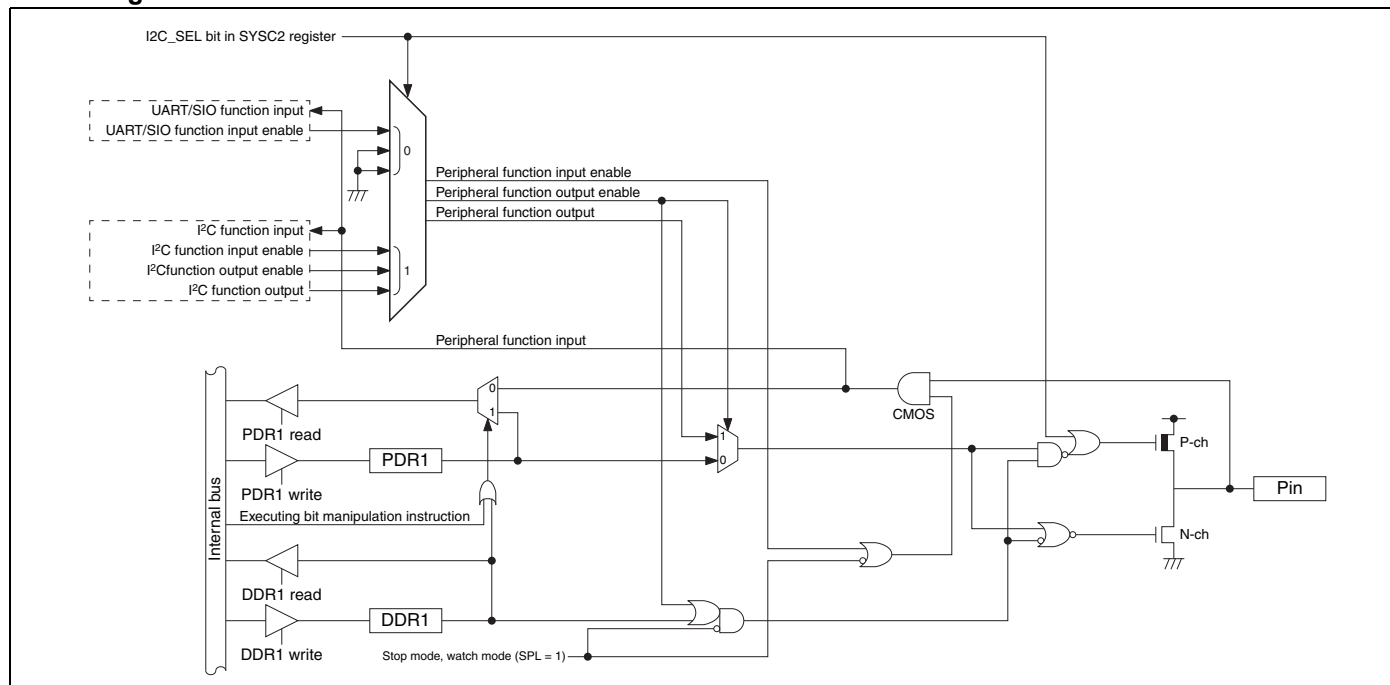 I2C_SEL bit in SYSC2 register
UART/SIO function input
UART/SIO function input enable
0
Peripheral function input enable
Peripheral function output enable
Peripheral function output
I²C function input
I²C function input enable
I²Cfunction output enable
I²C function output
1
Peripheral function input
0
1
CMOS
PDR1 read
1
0
P-ch
PDR1
Pin
PDR1 write
Executing bit manipulation instruction
Internal bus
N-ch
DDR1 read
DDR1
Stop mode, watch mode (SPL = 1)
DDR1 write